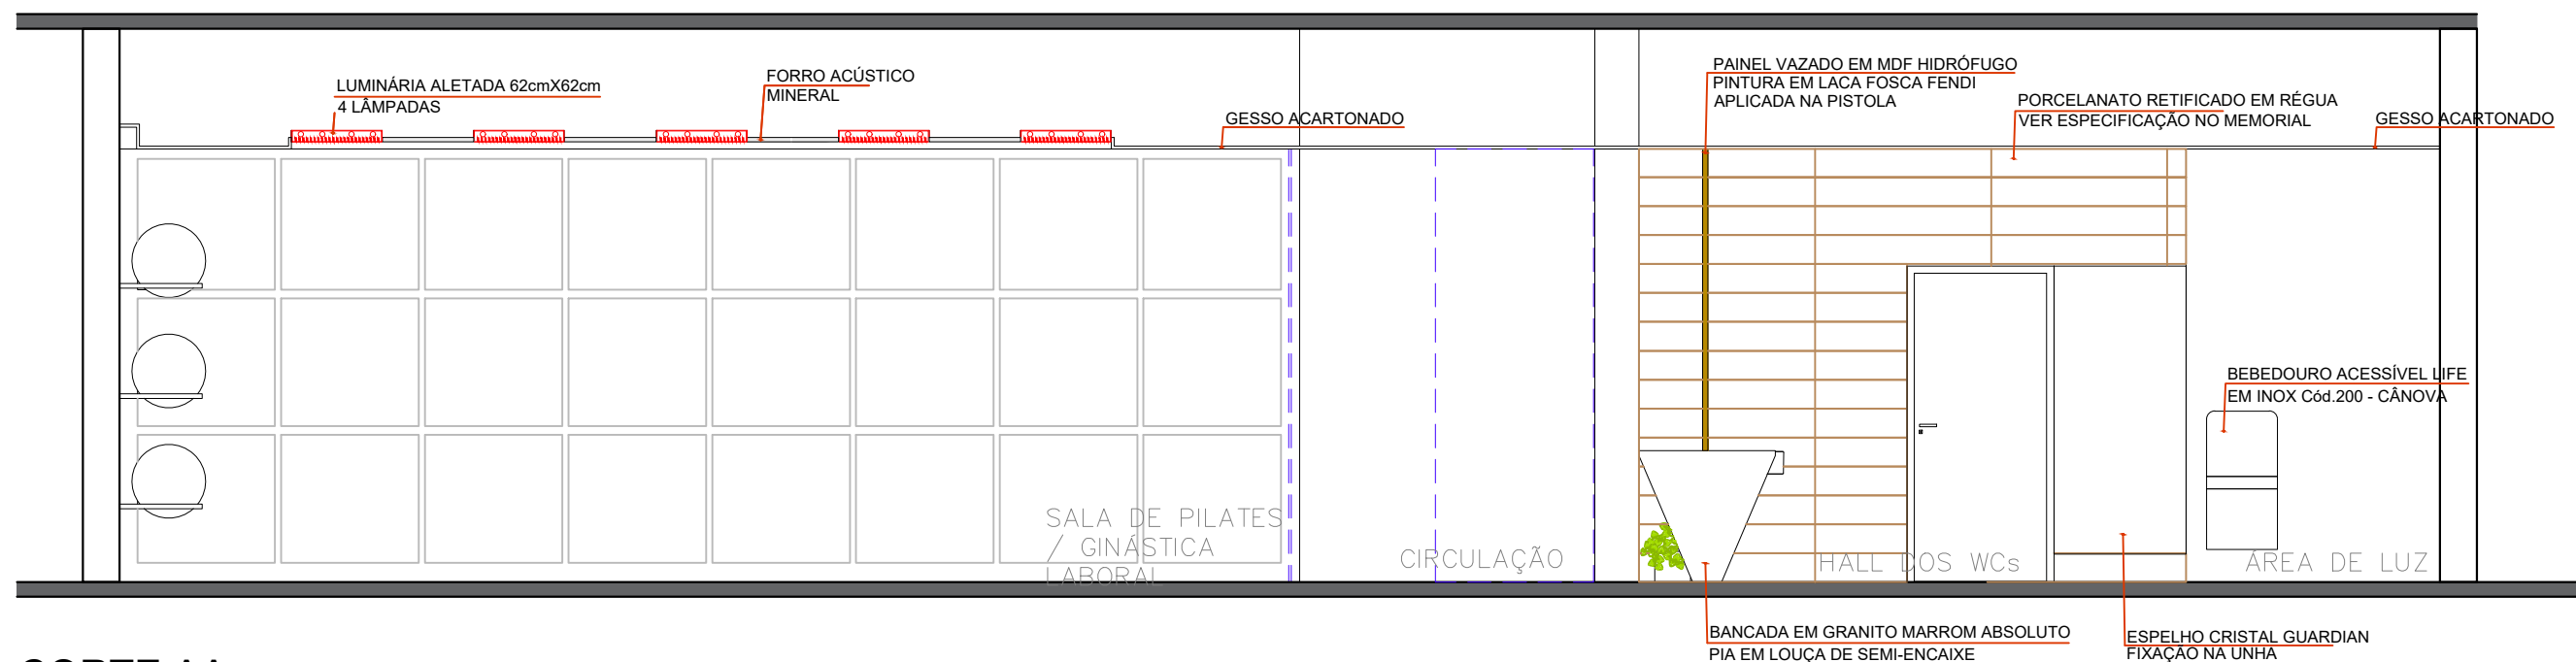 LUMINÁRIA ALETADA 62cmX62cm
4 LÂMPADAS
FORRO ACÚSTICO
MINERAL
GESSO ACARTONADO
PAINEL VAZADO EM MDF HIDRÓFUGO
PINTURA EM LACA FOSCA FENDI
APLICADA NA PISTOLA
PORCELANATO RETIFICADO EM RÉGUA
VER ESPECIFICAÇÃO NO MEMORIAL
GESSO ACARTONADO
BEBEDOURO ACESSÍVEL LIFE
EM INOX Cód.200 - CÂNOVA
SALA DE PILATES
/ GINÁSTICA
LABORAL
CIRCULAÇÃO
HALL DOS WCs
ÁREA DE LUZ
BANCADA EM GRANITO MARROM ABSOLUTO
PIA EM LOUÇA DE SEMI-ENCAIXE
ESPELHO CRISTAL GUARDIAN
FIXAÇÃO NA UNHA
CORTE AA